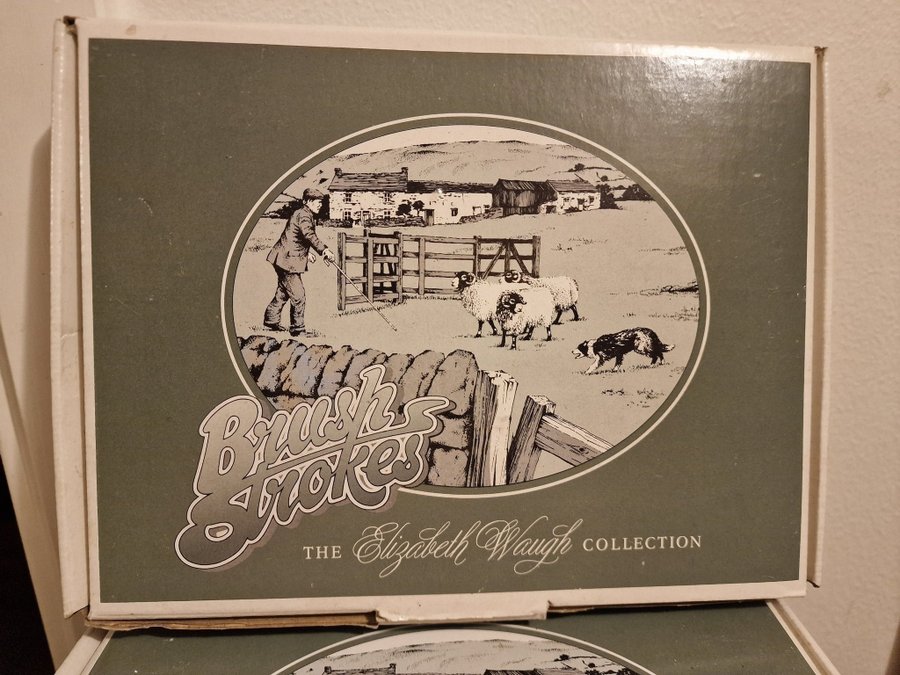 Brush
Strokes
THE Elizabeth Waugh COLLECTION